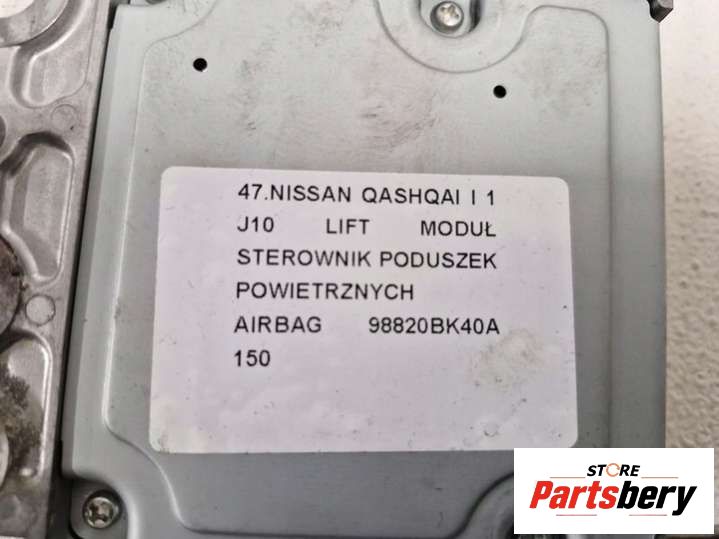 47.NISSAN QASHQAI I 1
J10 LIFT MODUŁ
STEROWNIK PODUSZEK
POWIETRZNYCH
AIRBAG 98820BK40A
150
STORE
Partsbery